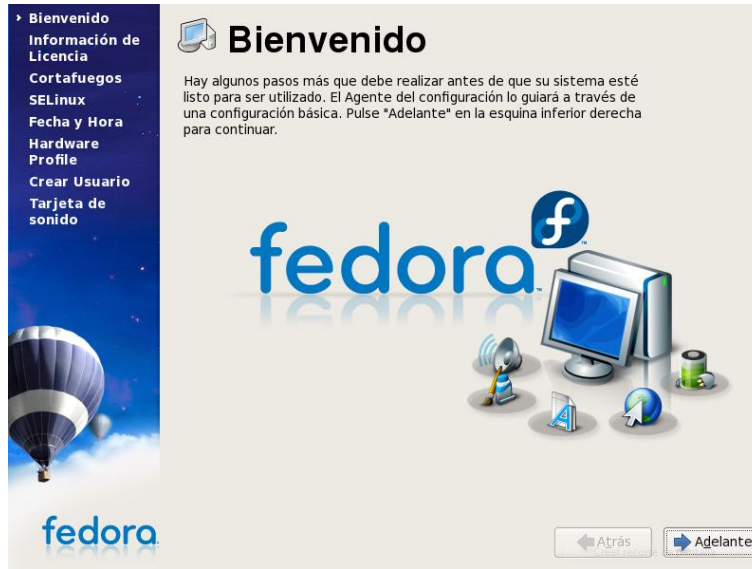 Bienvenido
Información de
Licencia
Cortafuegos
SELinux
Fecha y Hora
Hardware
Profile
Crear Usuario
Tarjeta de
sonido
fedora
Bienvenido
Hay algunos pasos más que debe realizar antes de que su sistema esté
listo para ser utilizado. El Agente del configuración lo guiará a través de
una configuración básica. Pulse "Adelante" en la esquina inferior derecha
para continuar.
fedora
Atrás
Adelante